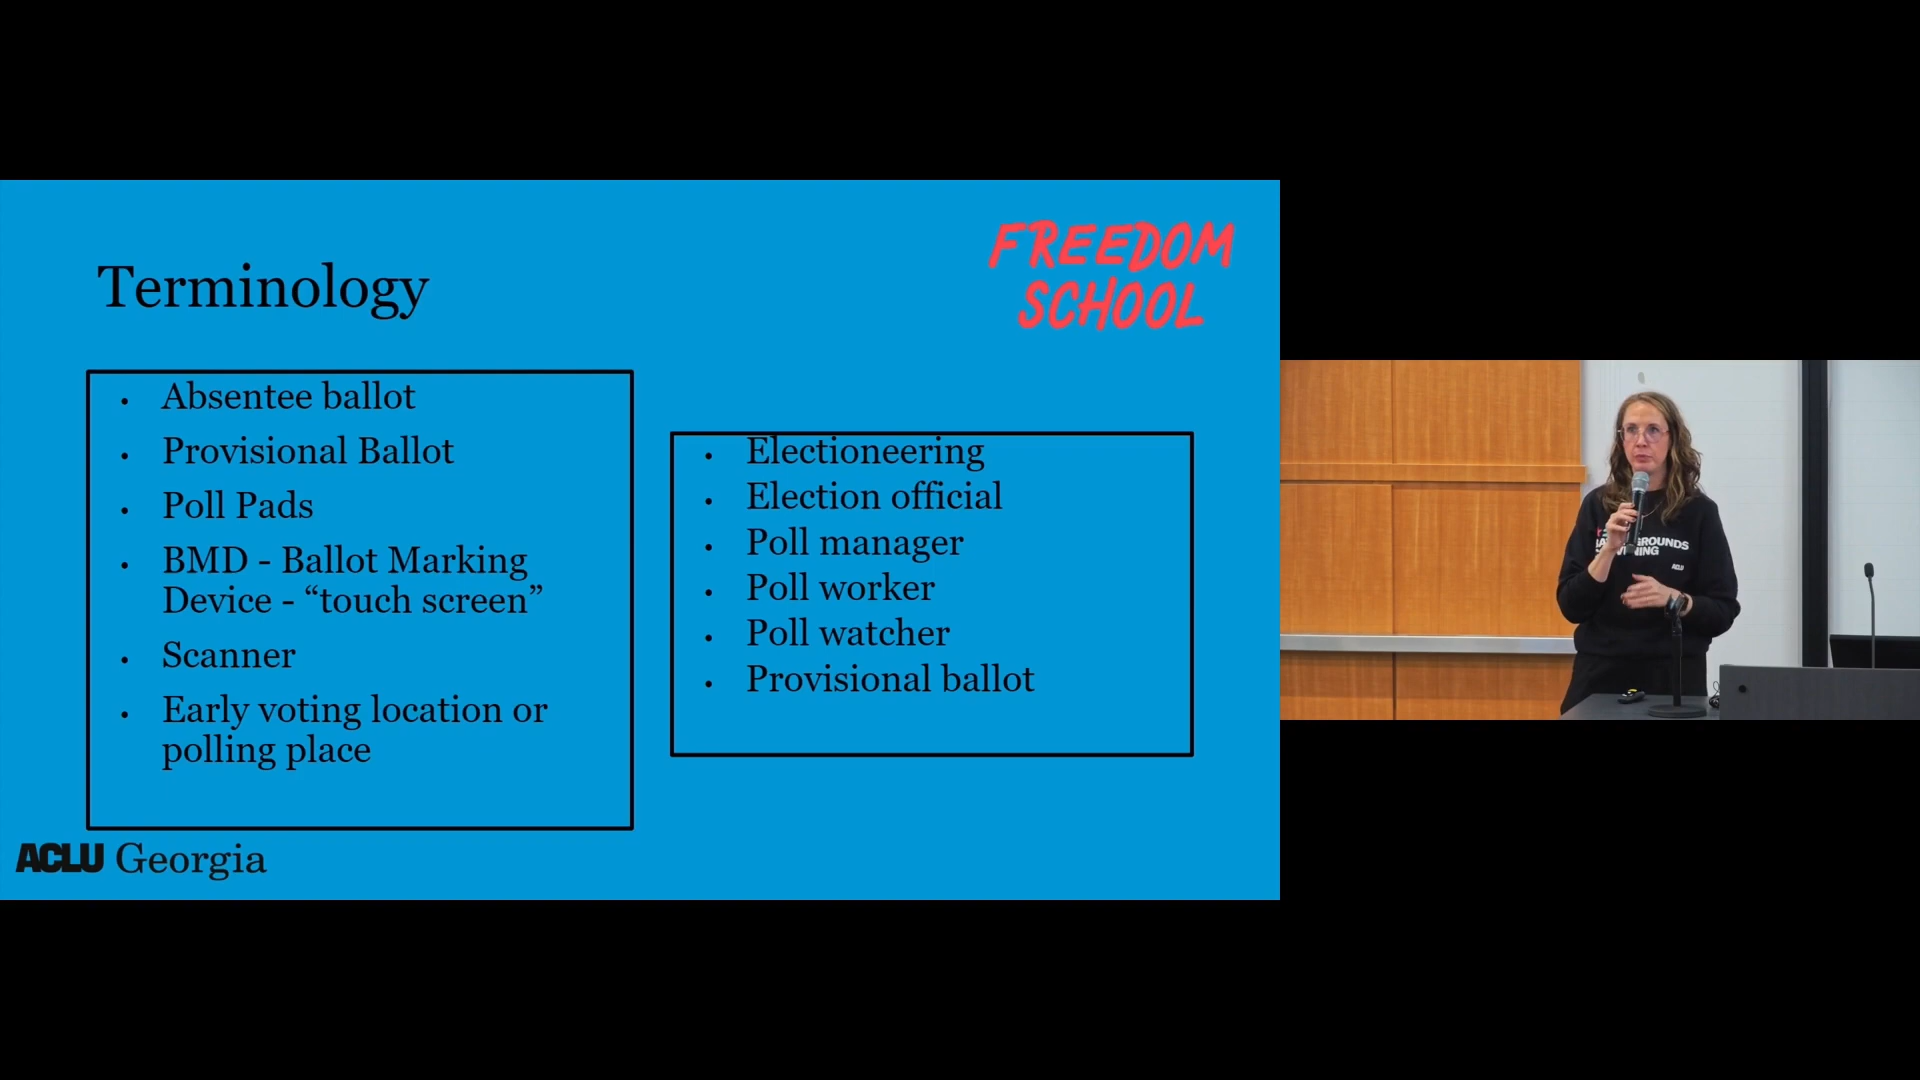 Terminology
FREEDOM
SCHOOL
• Absentee ballot
• Provisional Ballot
• Poll Pads
• BMD - Ballot Marking
Device - “touch screen”
• Scanner
• Early voting location or
polling place
• Electioneering
• Election official
• Poll manager
• Poll worker
• Poll watcher
• Provisional ballot
ACLU Georgia
ACLU